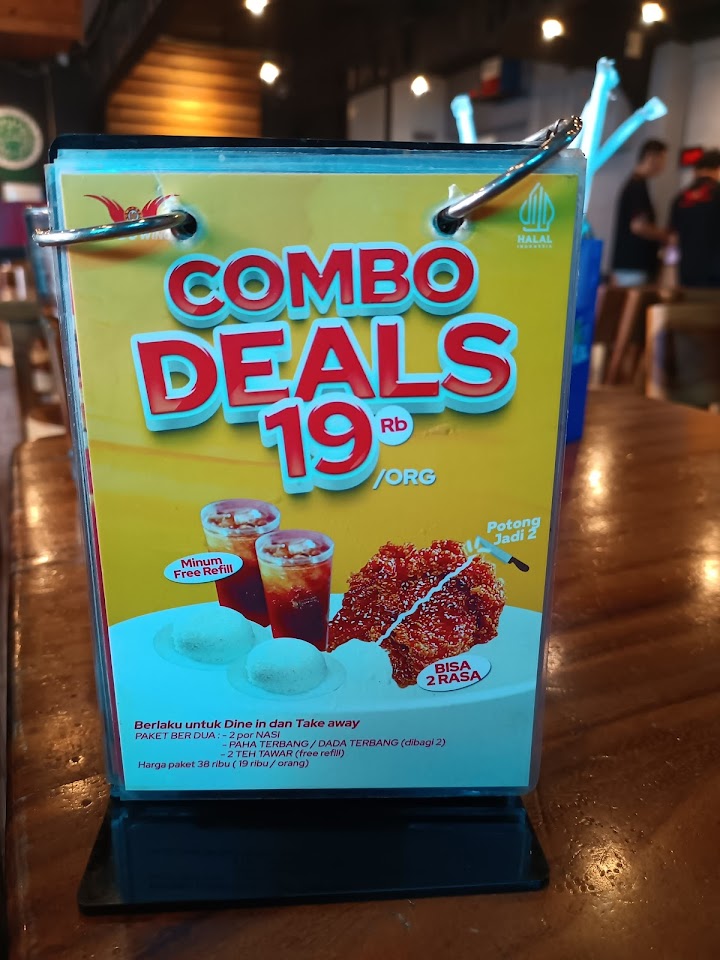 WING
HALAL
INDONESIA
COMBO
DEALS
19 Rb
/ORG
Potong
Jadi 2
Minum
Free Refill
BISA
2 RASA
Berlaku untuk Dine in dan Take away
PAKET BER DUA : - 2 por NASI
- PAHA TERBANG / DADA TERBANG (dibagi 2)
- 2 TEH TAWAR (free refill)
Harga paket 38 ribu ( 19 ribu / orang)